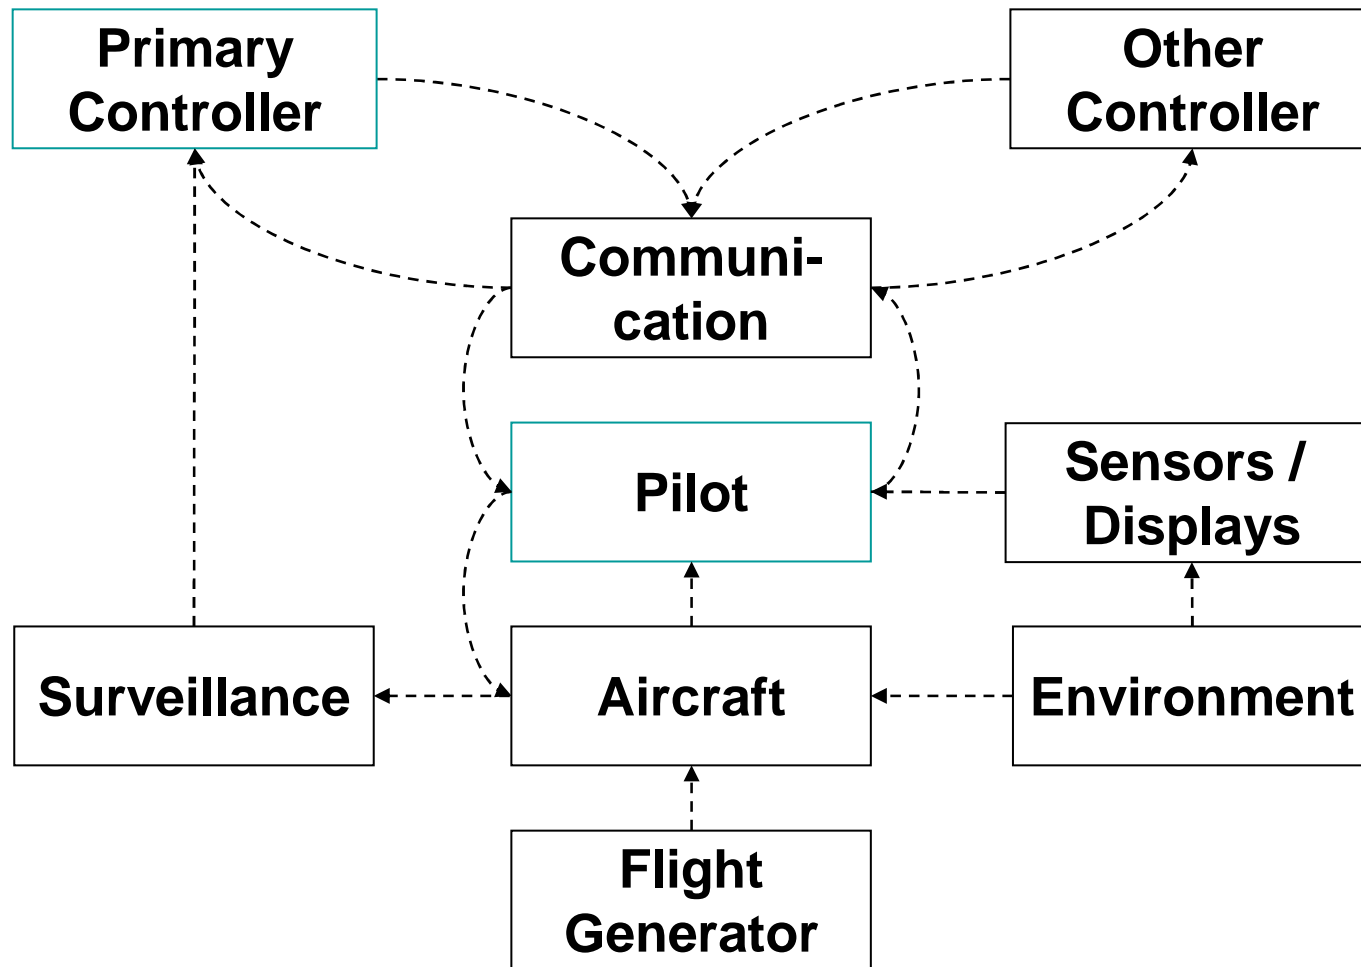 Primary
Controller
Other
Controller
Communi-
cation
Pilot
Sensors /
Displays
Surveillance
Aircraft
Environment
Flight
Generator